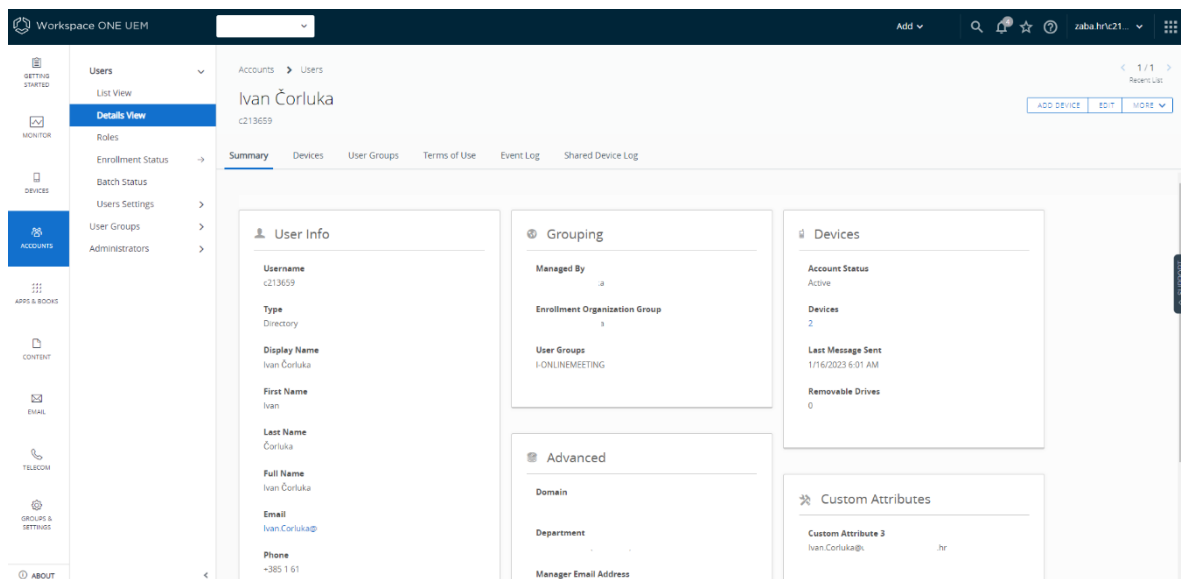 Workspace ONE UEM
Add
4
zaba.hr\c21...
GETTING
STARTED
MONITOR
DEVICES
ACCOUNTS
APPS & BOOKS
CONTENT
EMAIL
TELECOM
GROUPS &
SETTINGS
ABOUT
Users
List View
Details View
Roles
Enrollment Status
Batch Status
Users Settings
User Groups
Administrators
Accounts > Users
1/1
Recent List
Ivan Čorluka
c213659
ADD DEVICE EDIT MORE
Summary Devices User Groups Terms of Use Event Log Shared Device Log
User Info
Username
c213659
Type
Directory
Display Name
Ivan Čorluka
First Name
Ivan
Last Name
Čorluka
Full Name
Ivan Čorluka
Email
Ivan.Corluka@
Phone
+385 1 61
Grouping
Managed By
.a
Enrollment Organization Group
User Groups
I-ONLINEMEETING
Advanced
Domain
Department
Manager Email Address
Devices
Account Status
Active
Devices
2
Last Message Sent
1/16/2023 6:01 AM
Removable Drives
0
Custom Attributes
Custom Attribute 3
Ivan.Corluka@ .hr
SUPPORT